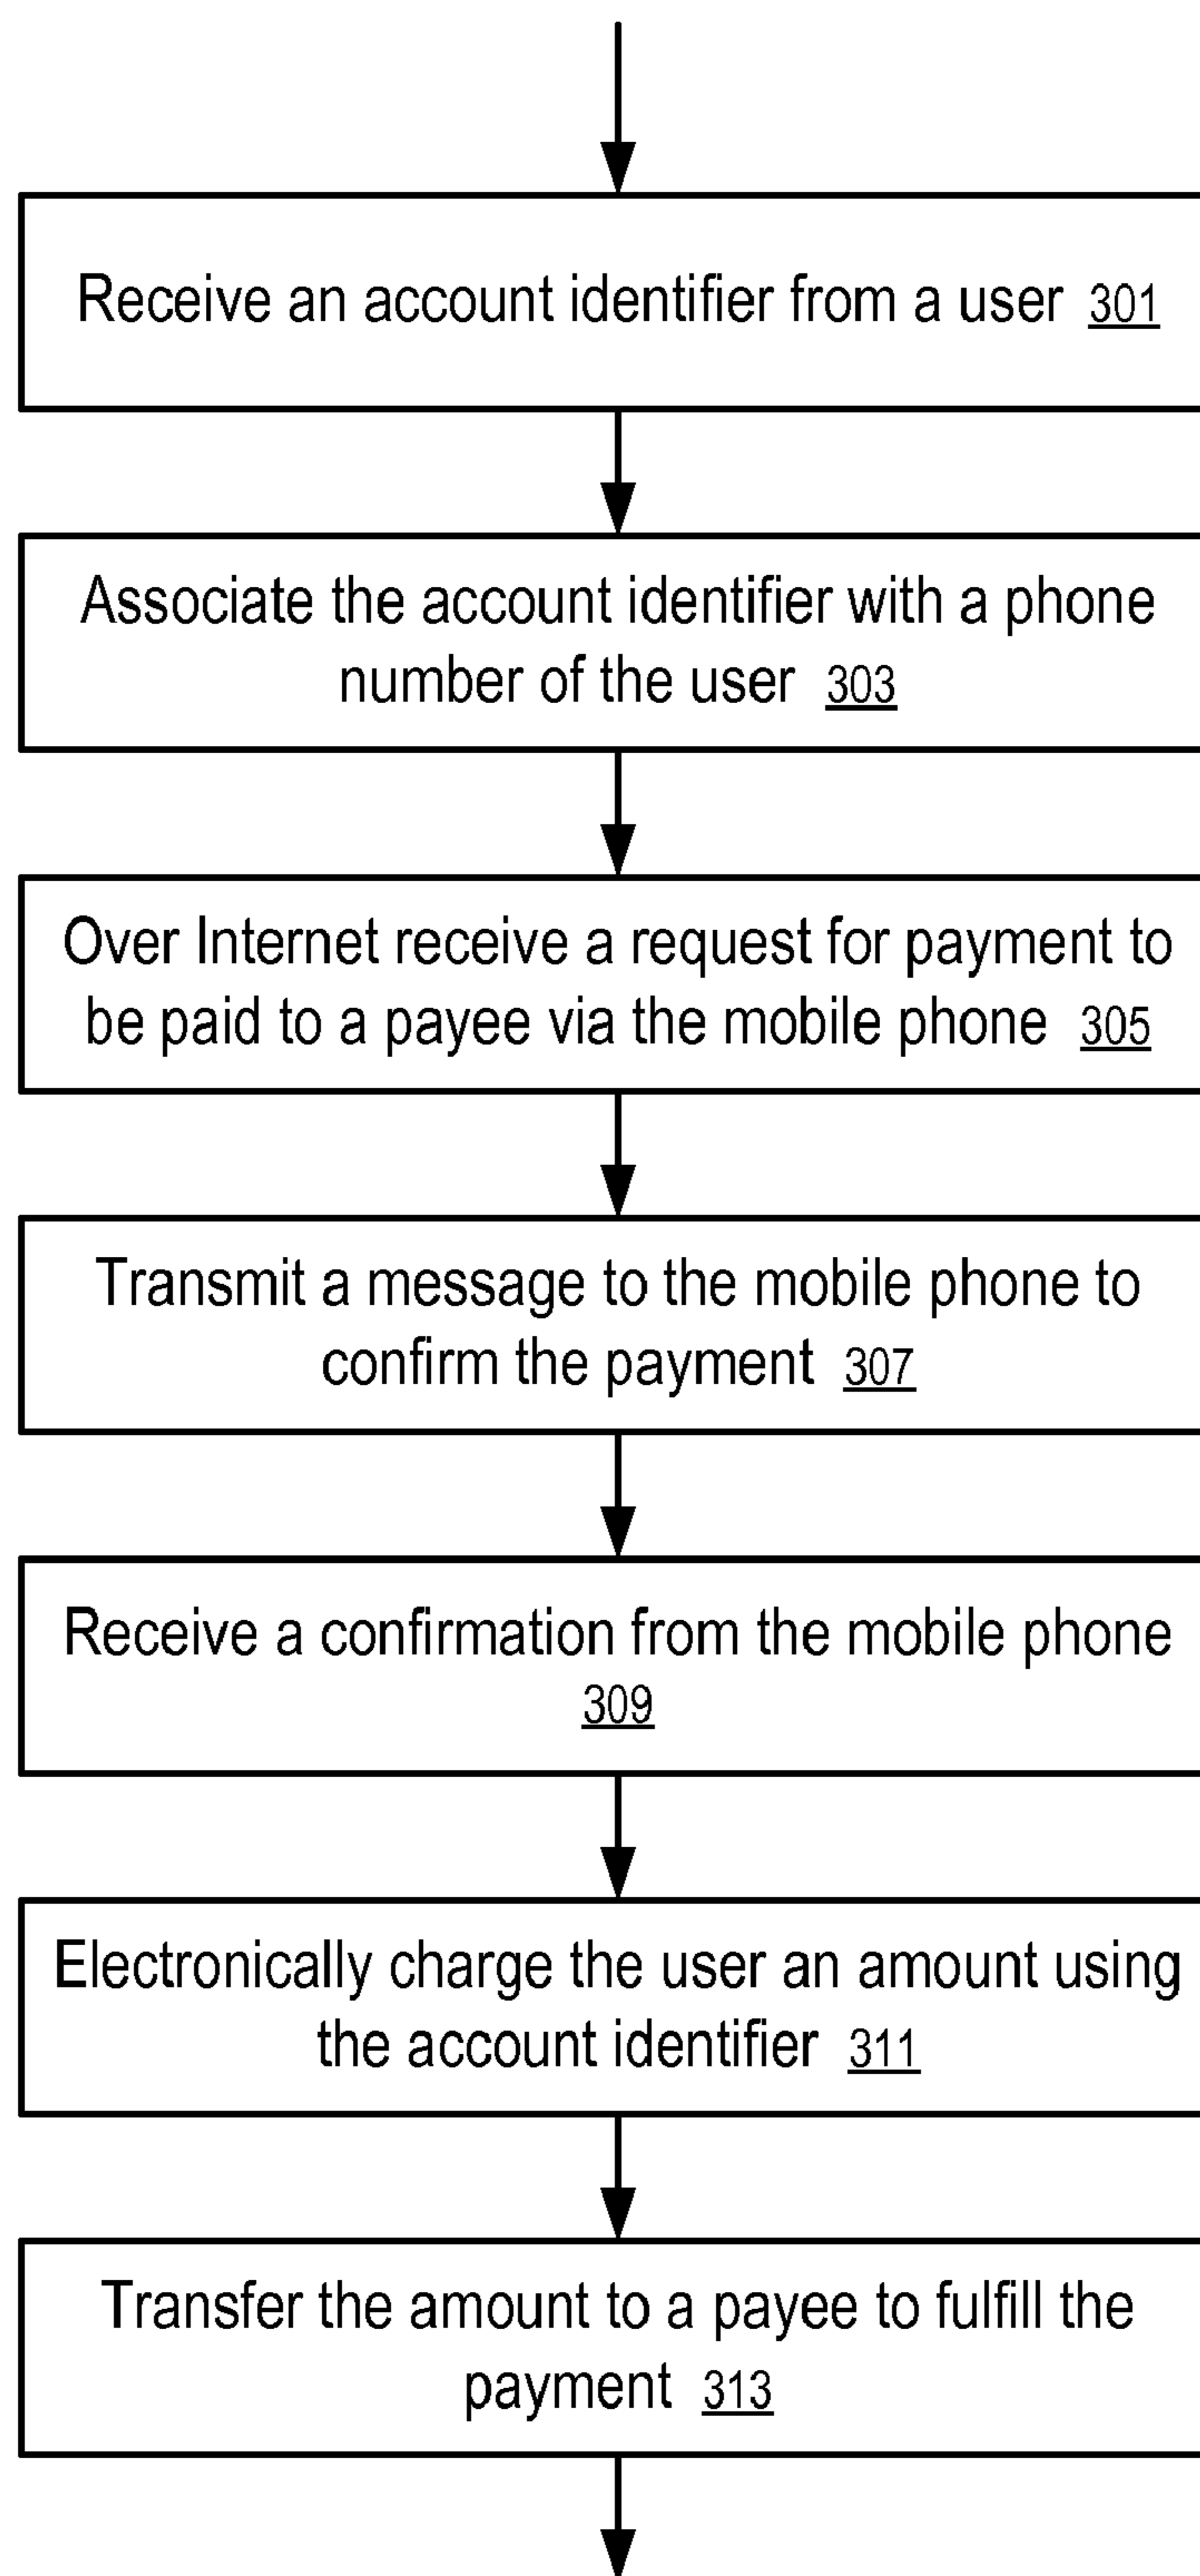 Receive an account identifier from a user 301
Associate the account identifier with a phone
number of the user 303
Over Internet receive a request for payment to
be paid to a payee via the mobile phone 305
Transmit a message to the mobile phone to
confirm the payment 307
Receive a confirmation from the mobile phone
309
Electronically charge the user an amount using
the account identifier 311
Transfer the amount to a payee to fulfill the
payment 313